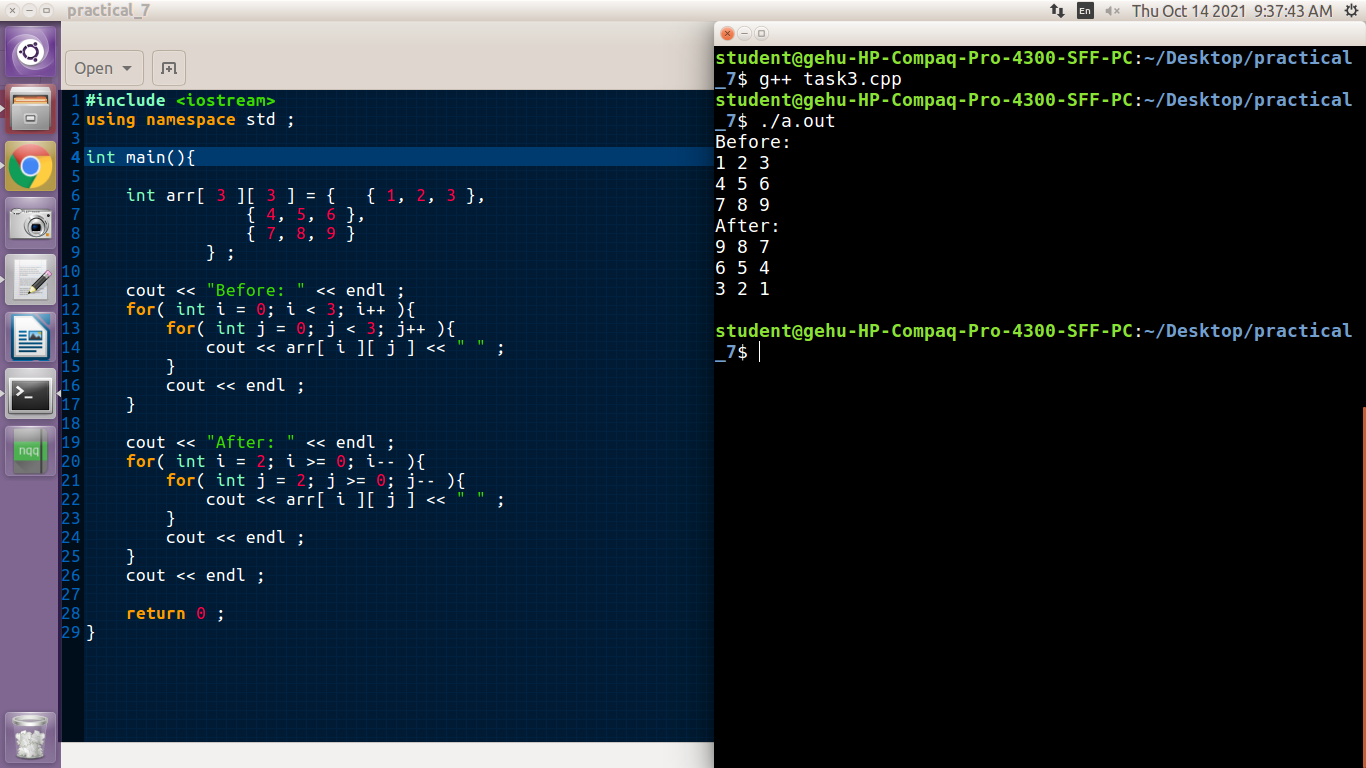 practical_7
En
Thu Oct 14 2021 9:37:43 AM
Open
1 #include <iostream>
2 using namespace std ;
3
4 int main(){
5
6     int arr[ 3 ][ 3 ] = {   { 1, 2, 3 },
7                 { 4, 5, 6 },
8                 { 7, 8, 9 }
9             } ;
10
11     cout << "Before: " << endl ;
12     for( int i = 0; i < 3; i++ ){
13         for( int j = 0; j < 3; j++ ){
14             cout << arr[ i ][ j ] << " " ;
15         }
16         cout << endl ;
17     }
18
19     cout << "After: " << endl ;
20     for( int i = 2; i >= 0; i-- ){
21         for( int j = 2; j >= 0; j-- ){
22             cout << arr[ i ][ j ] << " " ;
23         }
24         cout << endl ;
25     }
26     cout << endl ;
27
28     return 0 ;
29 }
student@gehu-HP-Compaq-Pro-4300-SFF-PC:~/Desktop/practical
_7$ g++ task3.cpp
student@gehu-HP-Compaq-Pro-4300-SFF-PC:~/Desktop/practical
_7$ ./a.out
Before:
1 2 3
4 5 6
7 8 9
After:
9 8 7
6 5 4
3 2 1
student@gehu-HP-Compaq-Pro-4300-SFF-PC:~/Desktop/practical
_7$
>_
nqq